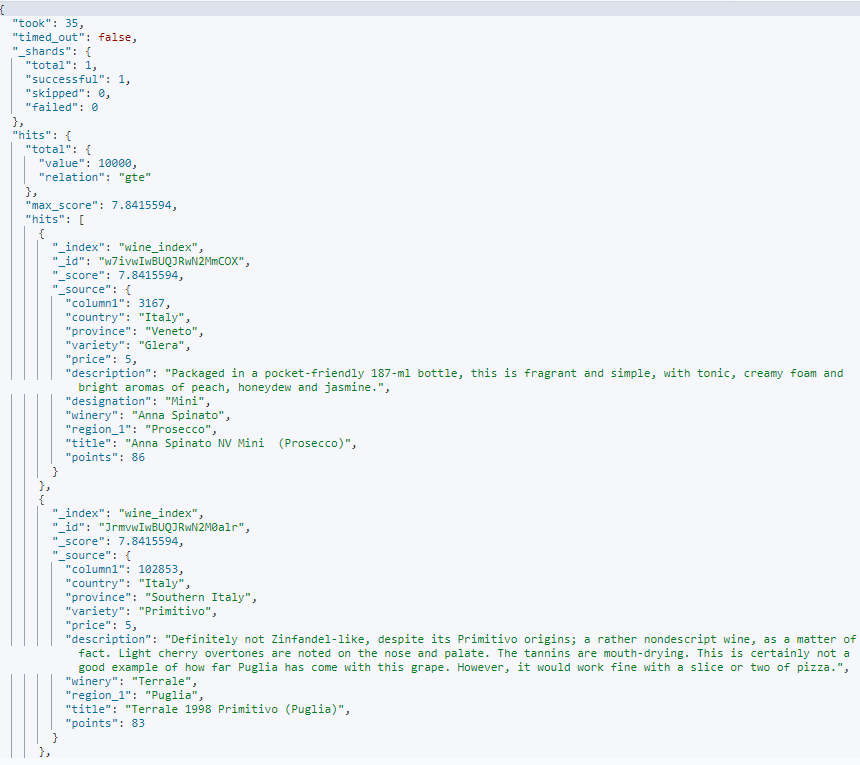 {
"took": 35,
"timed_out": false,
"_shards": {
"total": 1,
"successful": 1,
"skipped": 0,
"failed": 0
},
"hits": {
"total": {
"value": 10000,
"relation": "gte"
},
"max_score": 7.8415594,
"hits": [
{
"_index": "wine_index",
"_id": "w7ivwIwBUQJRwN2MmCOX",
"_score": 7.8415594,
"_source": {
"column1": 3167,
"country": "Italy",
"province": "Veneto",
"variety": "Glera",
"price": 5,
"description": "Packaged in a pocket-friendly 187-ml bottle, this is fragrant and simple, with tonic, creamy foam and
bright aromas of peach, honeydew and jasmine.",
"designation": "Mini",
"winery": "Anna Spinato",
"region_1": "Prosecco",
"title": "Anna Spinato NV Mini  (Prosecco)",
"points": 86
}
},
{
"_index": "wine_index",
"_id": "JrmvwIwBUQJRwN2M0alr",
"_score": 7.8415594,
"_source": {
"column1": 102853,
"country": "Italy",
"province": "Southern Italy",
"variety": "Primitivo",
"price": 5,
"description": "Definitely not Zinfandel-like, despite its Primitivo origins; a rather nondescript wine, as a matter of
fact. Light cherry overtones are noted on the nose and palate. The tannins are mouth-drying. This is certainly not a
good example of how far Puglia has come with this grape. However, it would work fine with a slice or two of pizza.",
"winery": "Terrale",
"region_1": "Puglia",
"title": "Terrale 1998 Primitivo (Puglia)",
"points": 83
}
},